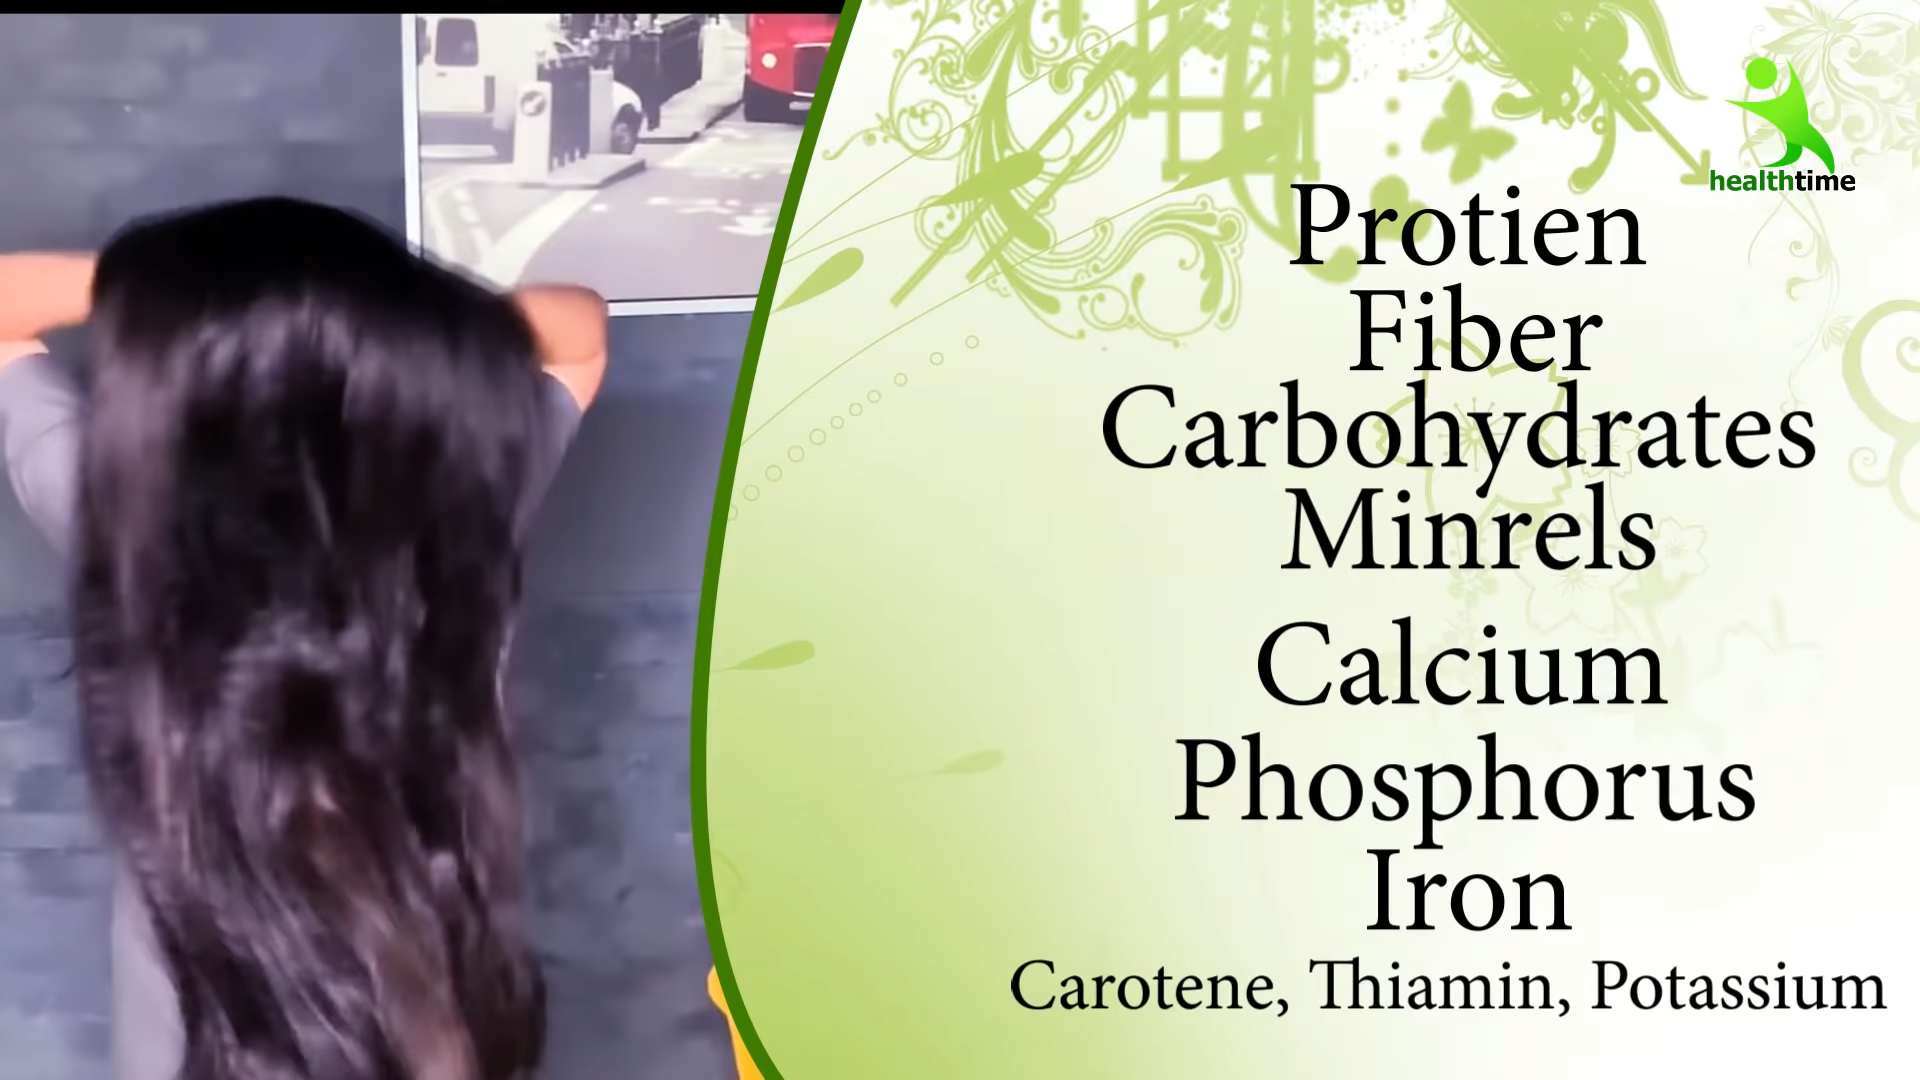 healthtime
Protien
Fiber
Carbohydrates
Minrels
Calcium
Phosphorus
Iron
Carotene, Thiamin, Potassium